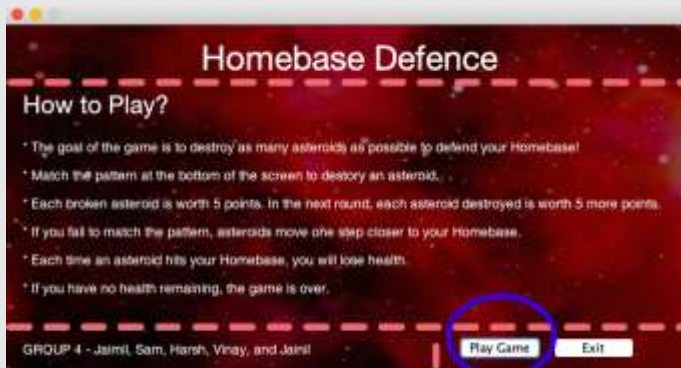 Homebase Defence
How to Play?
* The goal of the game is to destroy as many asteroids as possible to defend your Homebase!
* Match the pattern at the bottom of the screen to destory an asteroid.
* Each broken asteroid is worth 5 points. In the next round, each asteroid destroyed is worth 5 more points.
* If you fail to match the pattern, asteroids move one step closer to your Homebase.
* Each time an asteroid hits your Homebase, you will lose health.
* If you have no health remaining, the game is over.
GROUP 4 - Jaimil, Sam, Harsh, Vinay, and Jainil
Play Game
Exit